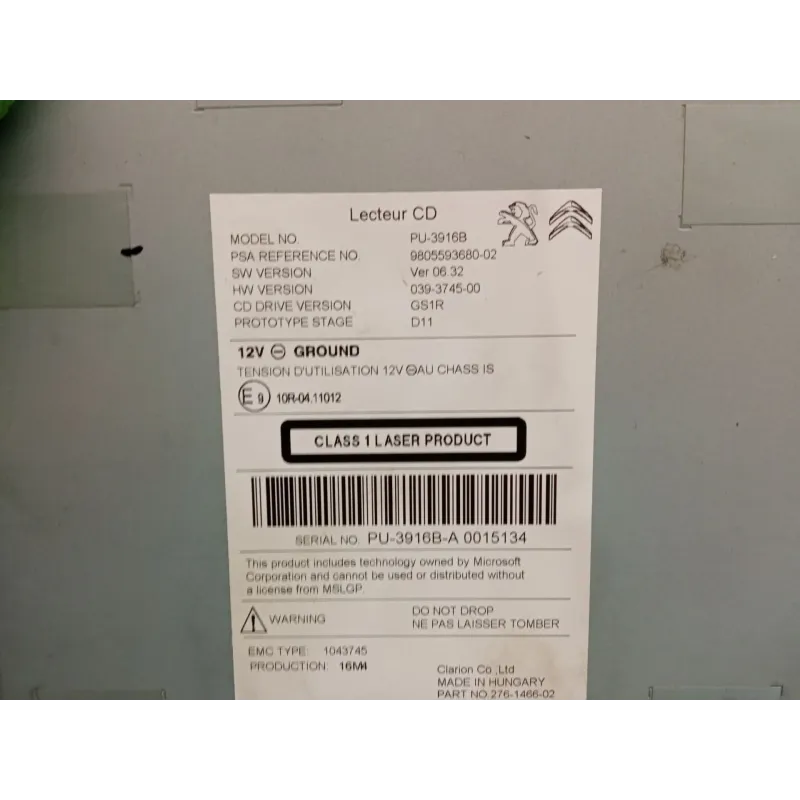 Lecteur CD
MODEL NO. PU-3916B
PSA REFERENCE NO. 9805593680-02
SW VERSION Ver 06.32
HW VERSION 039-3745-00
CD DRIVE VERSION GS1R
PROTOTYPE STAGE D11
12V ⊖ GROUND
TENSION D'UTILISATION 12V ⊖AU CHASS IS
E9 10R-04.11012
CLASS 1 LASER PRODUCT
SERIAL NO. PU-3916B-A 0015134
This product includes technology owned by Microsoft
Corporation and cannot be used or distributed without
a license from MSLGP.
WARNING DO NOT DROP
NE PAS LAISSER TOMBER
EMC TYPE: 1043745
PRODUCTION: 16M4
Clarion Co.,Ltd
MADE IN HUNGARY
PART NO.276-1466-02